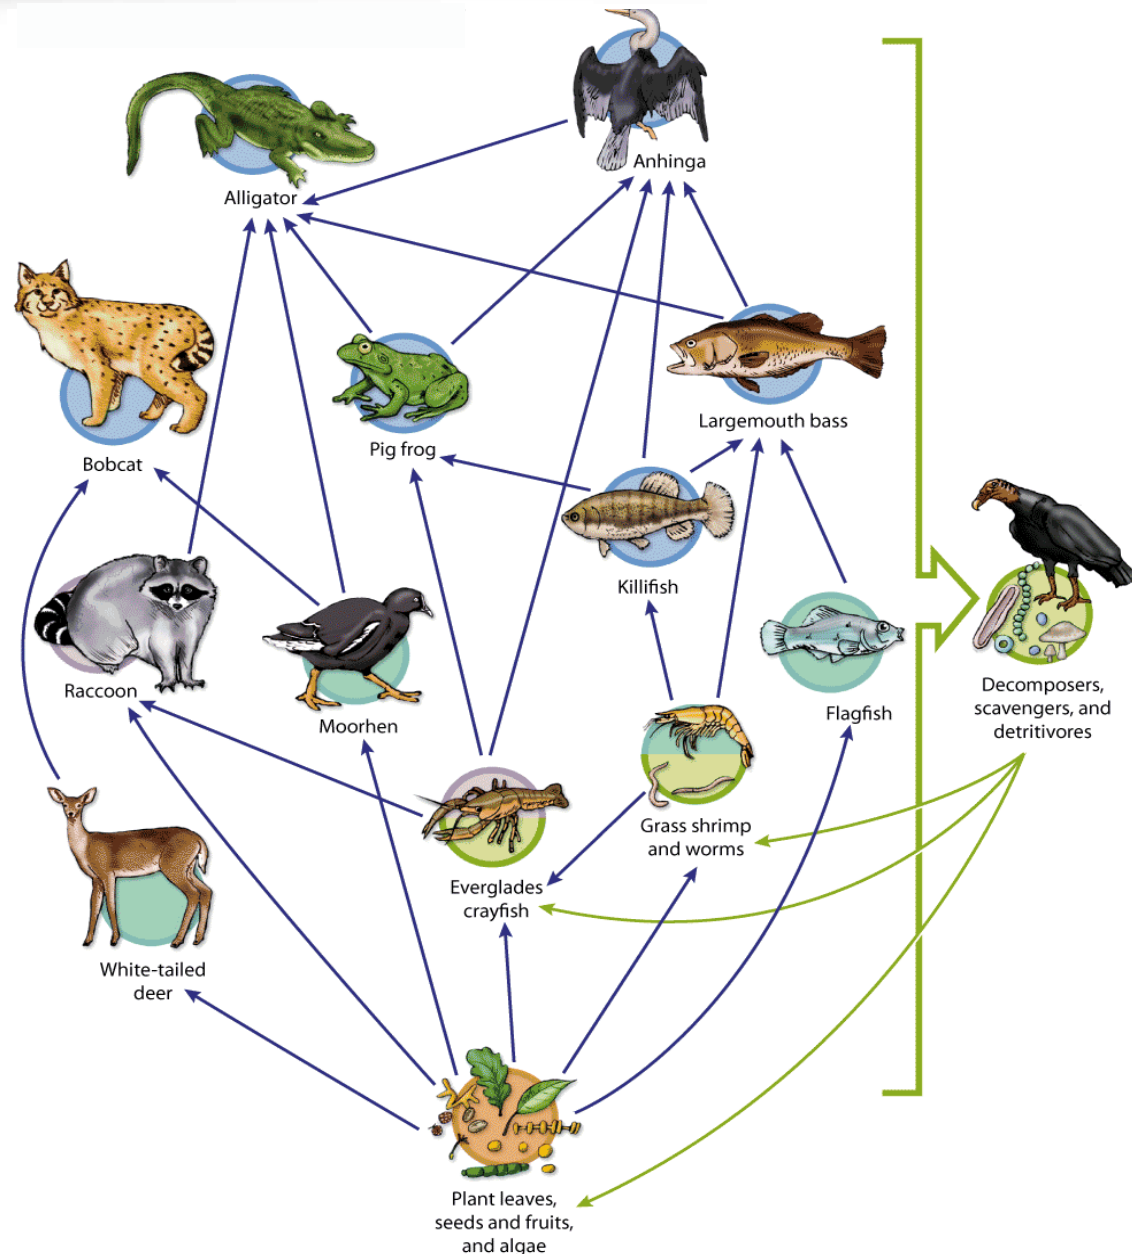 Anhinga
Alligator
Largemouth bass
Pig frog
Bobcat
Killifish
Raccoon
Moorhen
Flagfish
Decomposers,
scavengers, and
detritivores
Grass shrimp
and worms
Everglades
crayfish
White-tailed
deer
Plant leaves,
seeds and fruits,
and algae